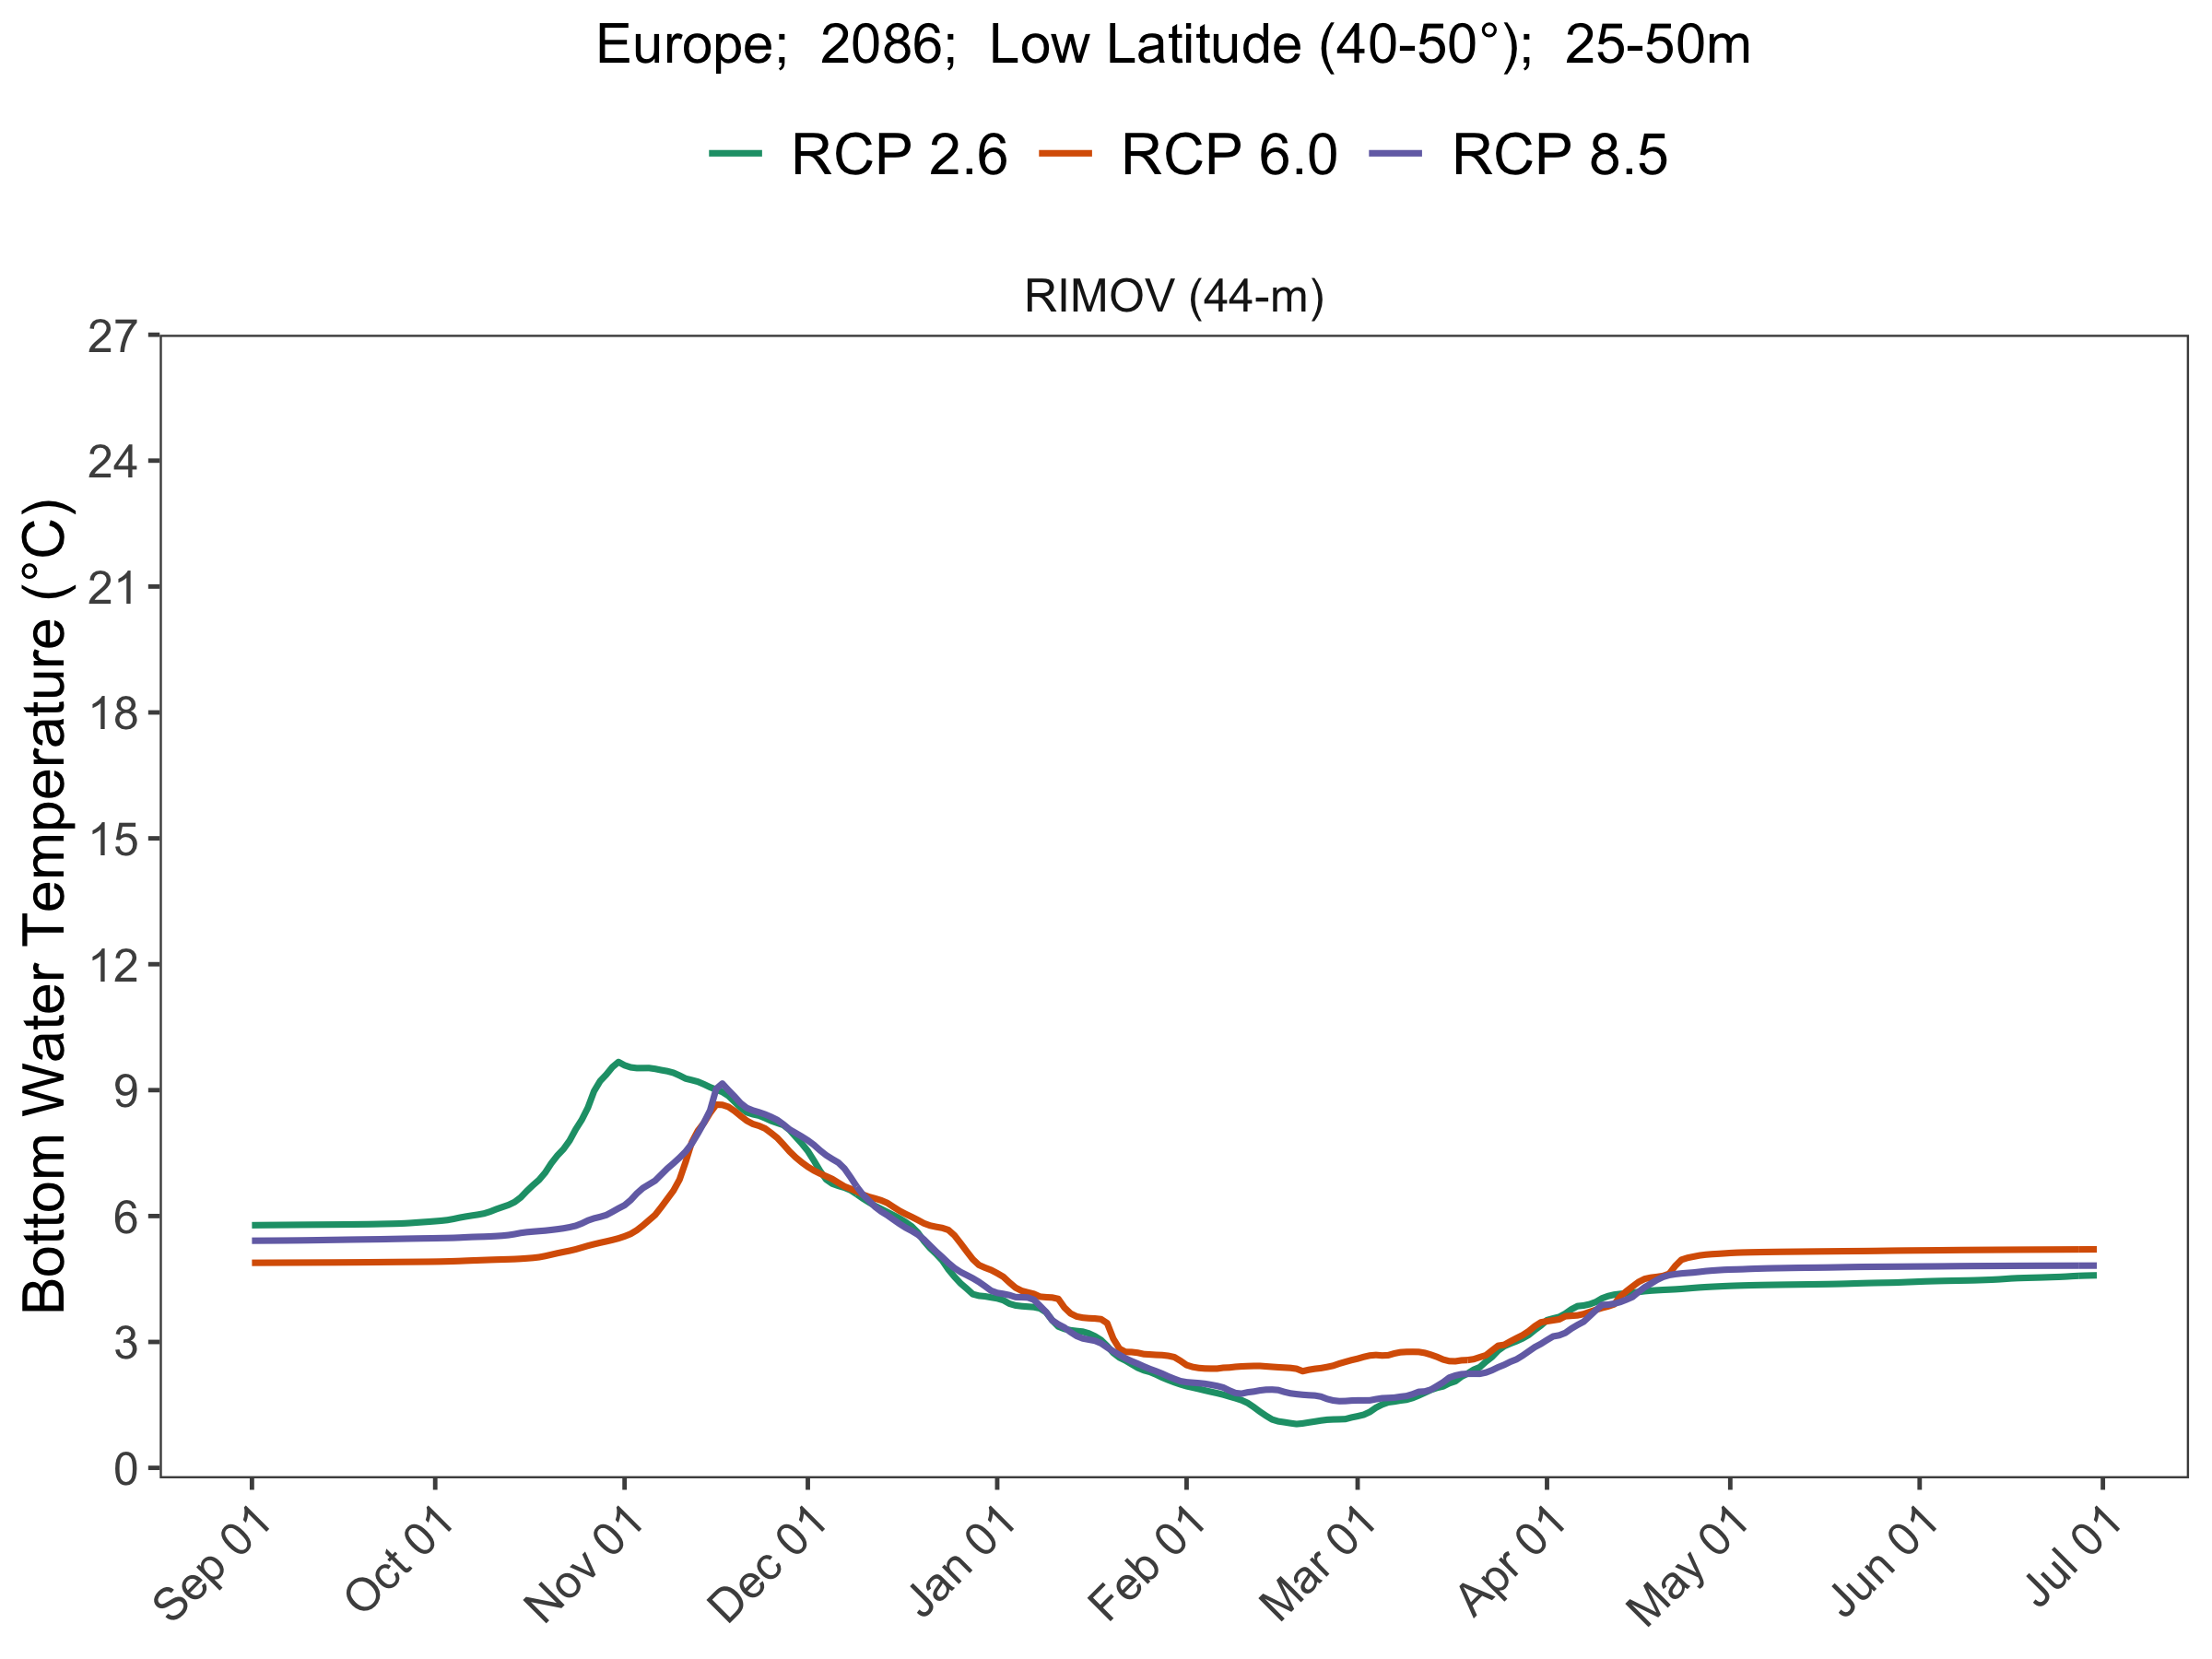 Europe;  2086;  Low Latitude (40-50°);  25-50m
RCP 2.6 RCP 6.0 RCP 8.5
RIMOV (44-m)
Bottom Water Temperature (°C)
27
24
21
18
15
12
9
6
3
0
Sep 01 Oct 01 Nov 01 Dec 01 Jan 01 Feb 01 Mar 01 Apr 01 May 01 Jun 01 Jul 01